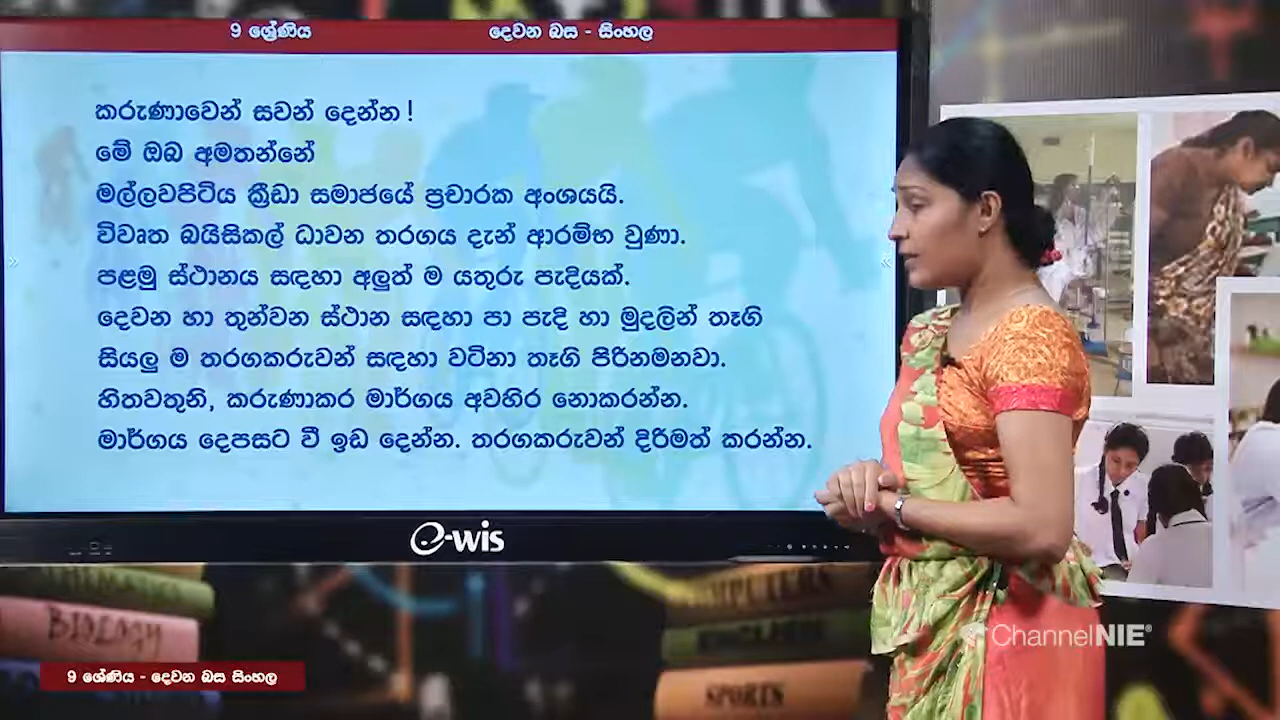 9 ශ්‍රේණිය
දෙවන බස - සිංහල
කරුණාවෙන් සවන් දෙන්න !
මේ ඔබ අමතන්නේ
මල්ලවපිටිය ක්‍රීඩා සමාජයේ ප්‍රචාරක අංශයයි.
විවෘත බයිසිකල් ධාවන තරගය දැන් ආරම්භ වුණා.
පළමු ස්ථානය සඳහා අලුත් ම යතුරු පැදියක්.
දෙවන හා තුන්වන ස්ථාන සඳහා පා පැදි හා මුදලින් තෑගි
සියලු ම තරගකරුවන් සඳහා වටිනා තෑගි පිරිනමනවා.
හිතවතුනි, කරුණාකර මාර්ගය අවහිර නොකරන්න.
මාර්ගය දෙපසට වී ඉඩ දෙන්න. තරගකරුවන් දිරිමත් කරන්න.
e-wis
BIOLOGY
SPORTS
ChannelNIE®
9 ශ්‍රේණිය - දෙවන බස සිංහල